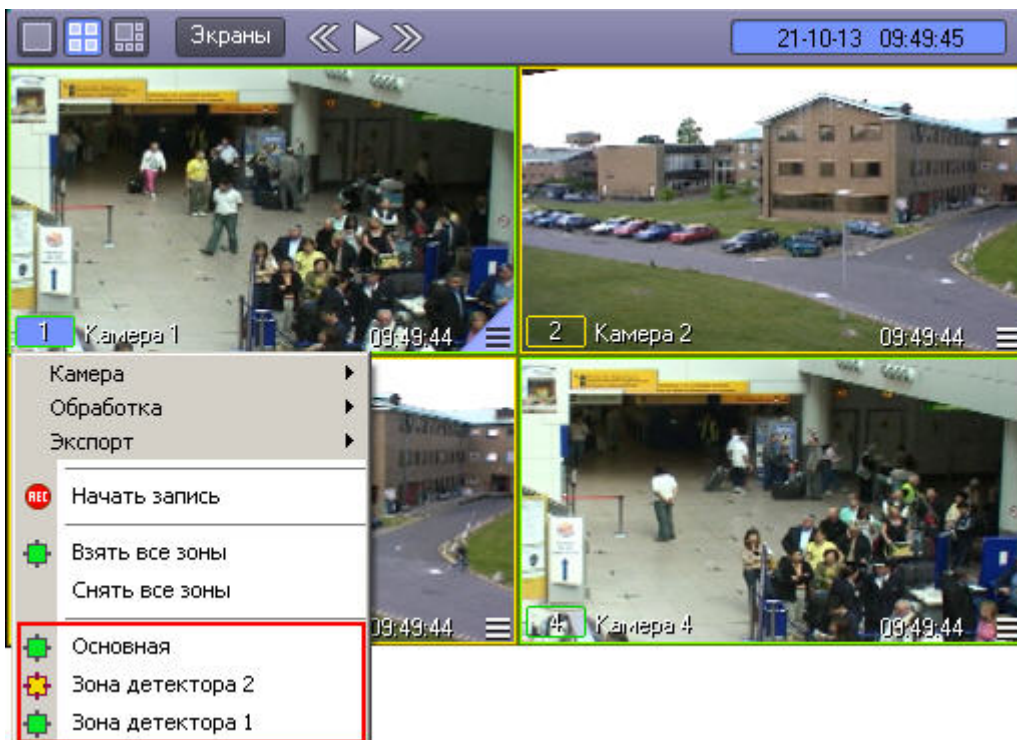 Экраны
21-10-13 09:49:45
1 Камера 1 09:49:44
2 Камера 2 09:49:44
Камера
Обработка
Экспорт
REC Начать запись
Взять все зоны
Снять все зоны
09:49:44
4 Камера 4 09:49:44
Основная
Зона детектора 2
Зона детектора 1